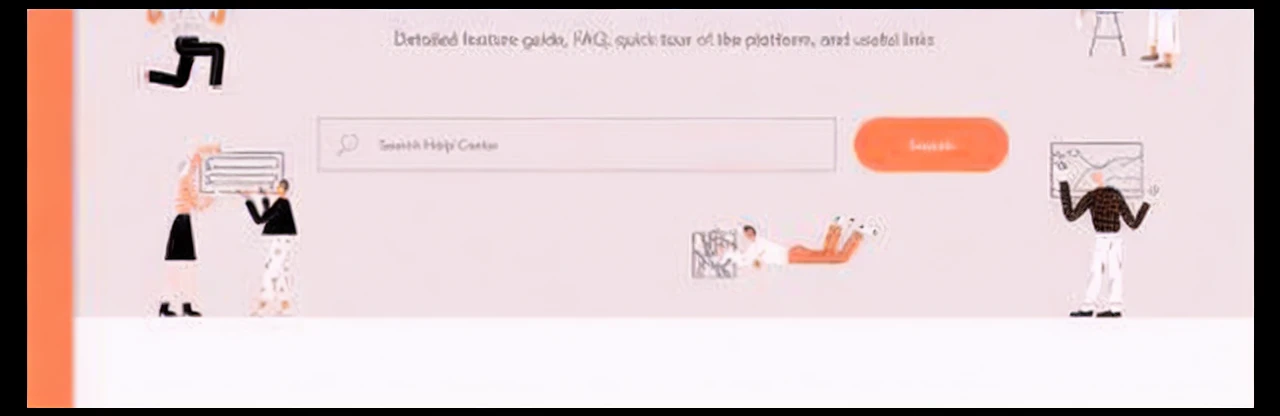 Detailed feature guide, FAQ, quick tour of the platform, and useful links
Search Help Center
Search